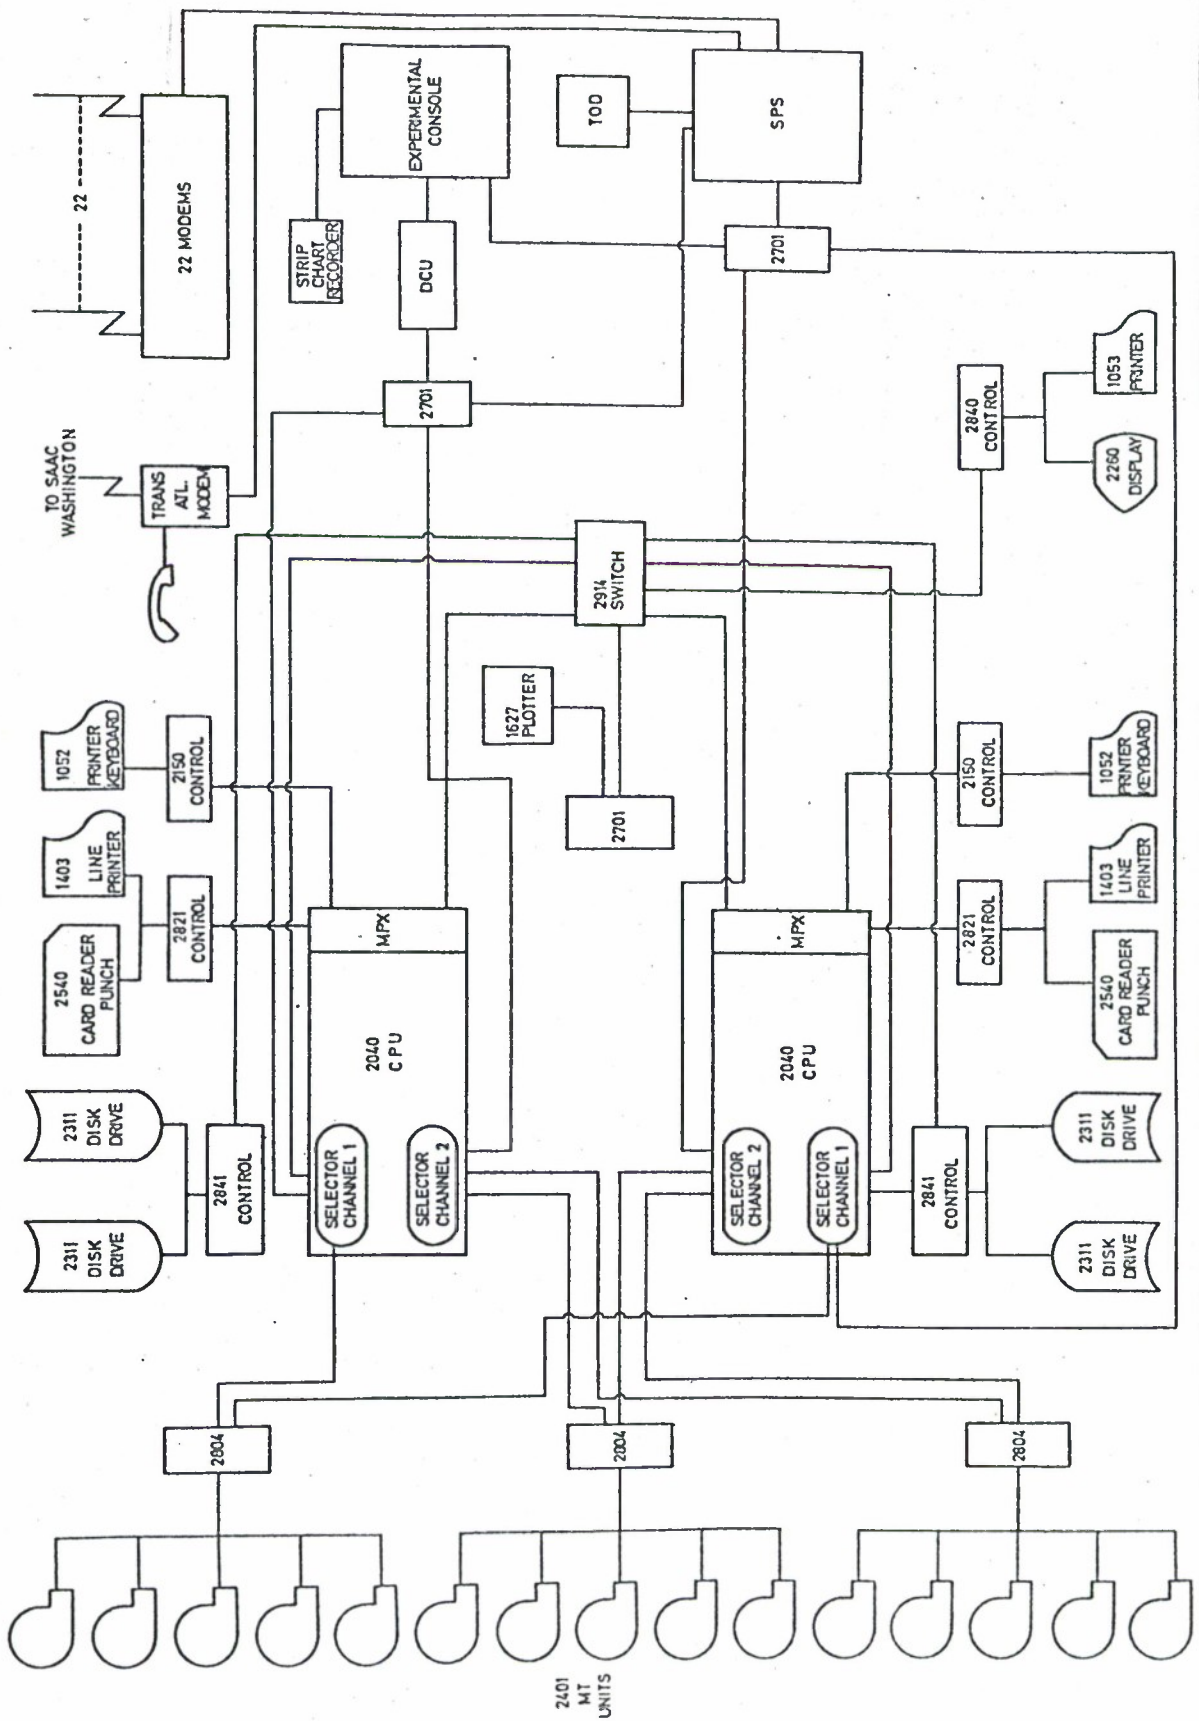 22
22 MODEMS
TO SAAC
WASHINGTON
TRANS
ATL.
MODEM
STRIP
CHART
RECORDER
EXPERIMENTAL
CONSOLE
DCU
2701
TOD
SPS
2701
2840
CONTROL
1053
PRINTER
2260
DISPLAY
2914
SWITCH
1627
PLOTTER
2701
1052
PRINTER
KEYBOARD
2150
CONTROL
1403
LINE
PRINTER
2821
CONTROL
2540
CARD READER
PUNCH
MPX
2040
CPU
SELECTOR
CHANNEL 1
SELECTOR
CHANNEL 2
2311
DISK
DRIVE
2311
DISK
DRIVE
2841
CONTROL
MPX
2040
CPU
SELECTOR
CHANNEL 2
SELECTOR
CHANNEL 1
2150
CONTROL
1052
PRINTER
KEYBOARD
2821
CONTROL
1403
LINE
PRINTER
2540
CARD READER
PUNCH
2841
CONTROL
2311
DISK
DRIVE
2311
DISK
DRIVE
2804
2804
2804
2401
MT
UNITS